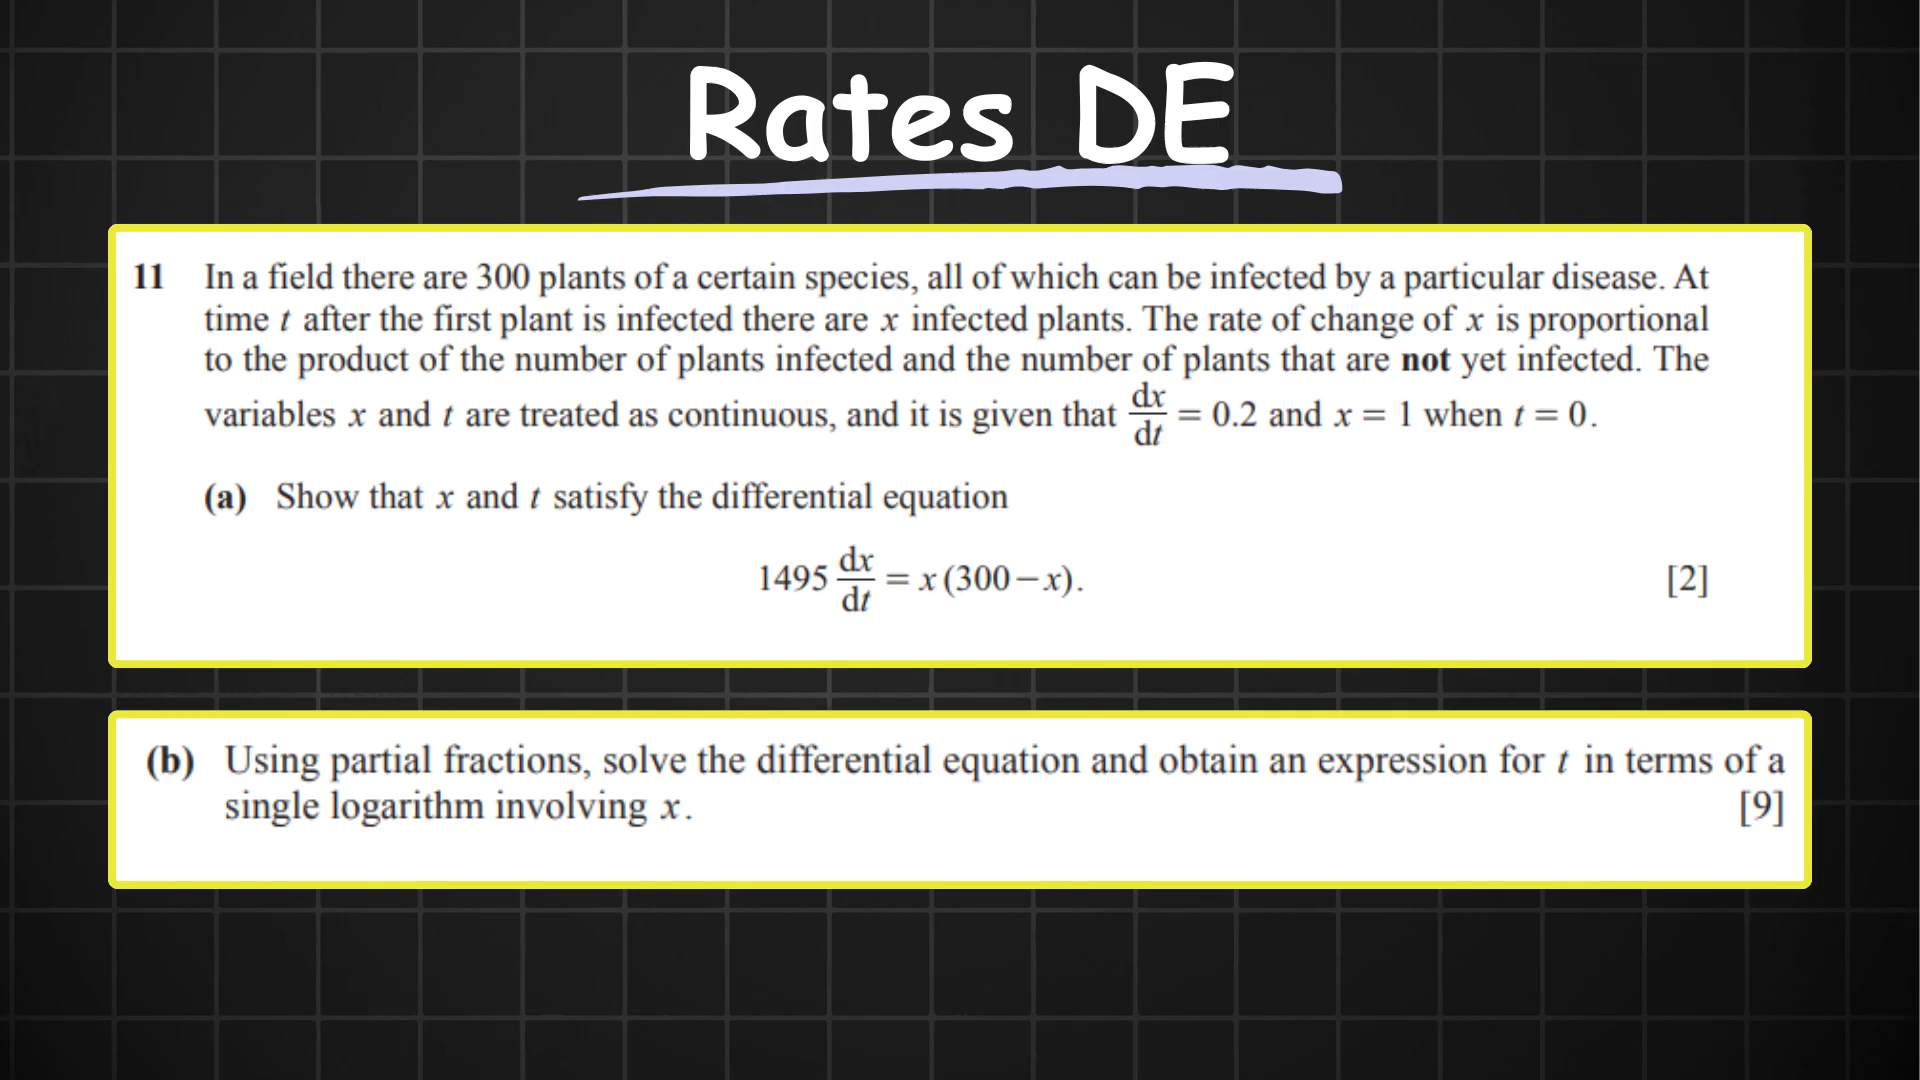 Rates DE
11 In a field there are 300 plants of a certain species, all of which can be infected by a particular disease. At
time t after the first plant is infected there are x infected plants. The rate of change of x is proportional
to the product of the number of plants infected and the number of plants that are not yet infected. The
variables x and t are treated as continuous, and it is given that dx/dt = 0.2 and x = 1 when t = 0.
(a) Show that x and t satisfy the differential equation
1495 dx/dt = x (300 − x). [2]
(b) Using partial fractions, solve the differential equation and obtain an expression for t in terms of a
single logarithm involving x. [9]